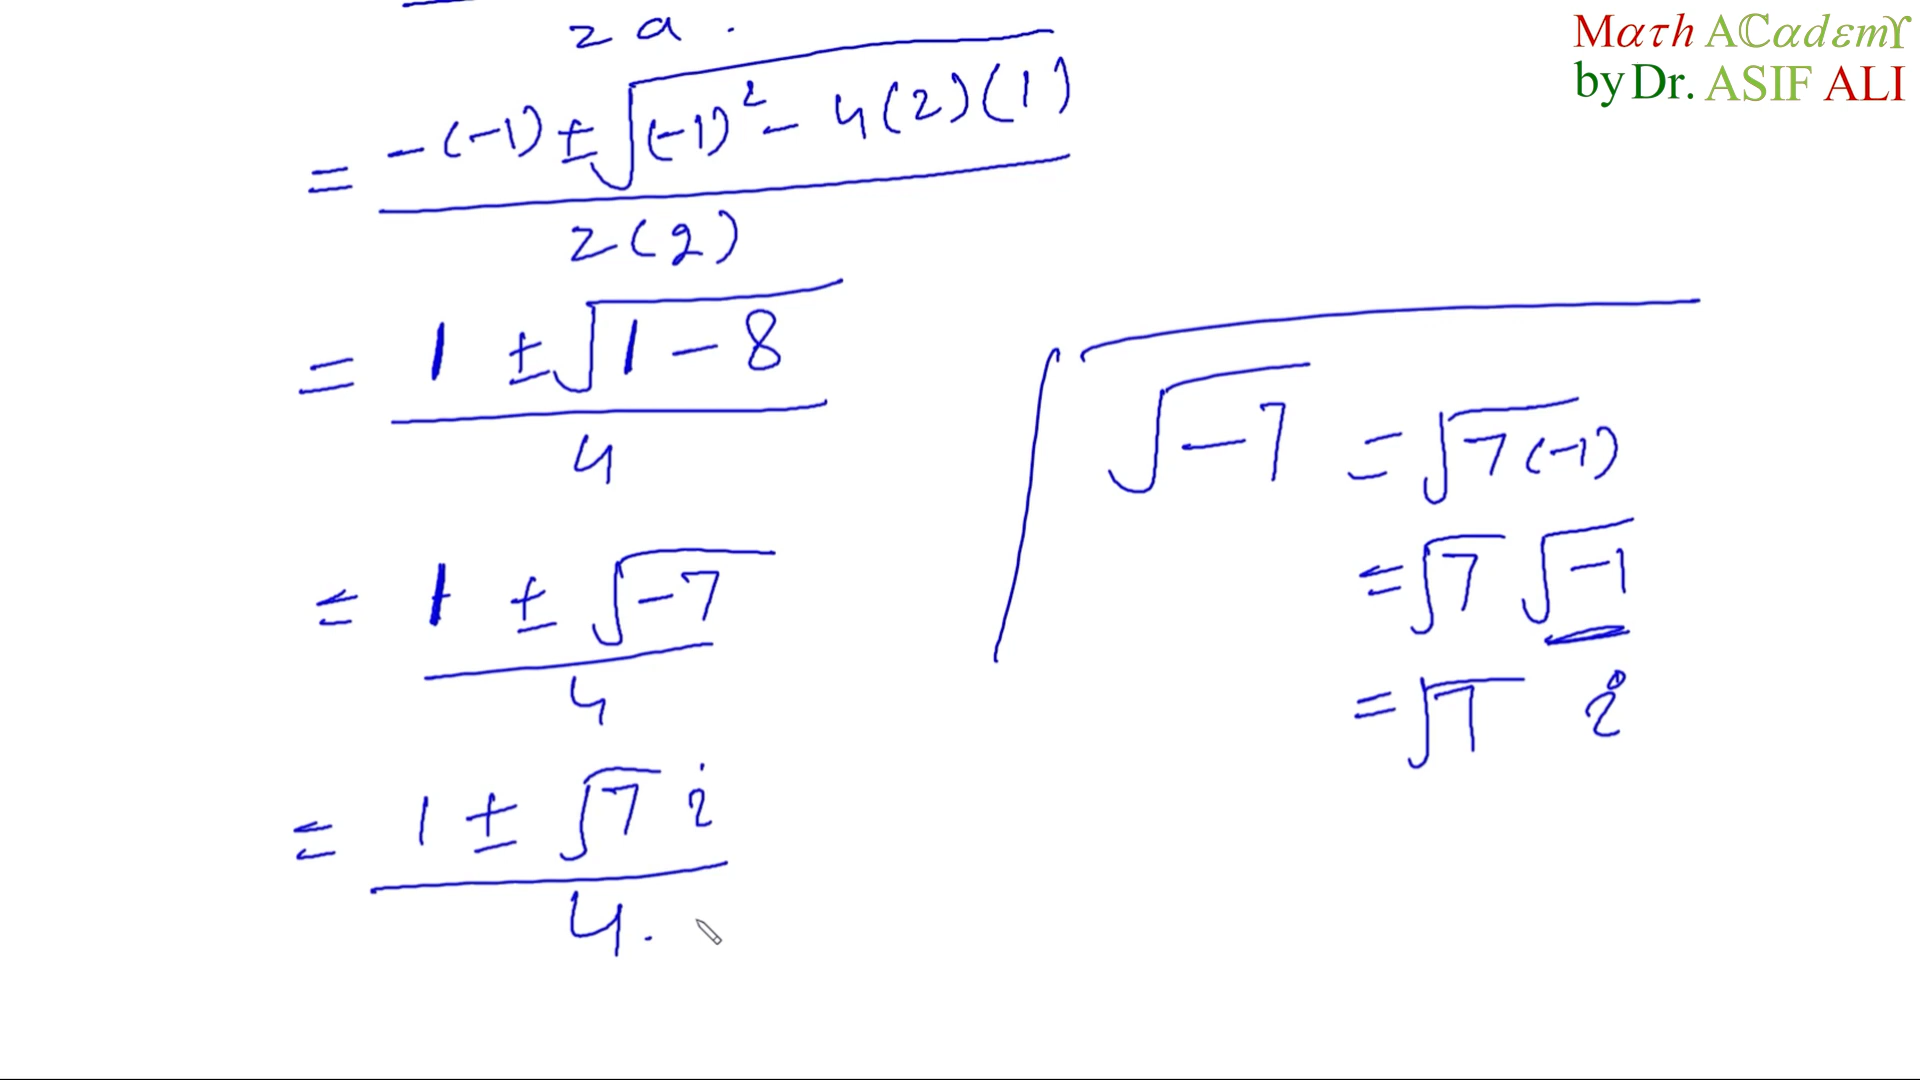 Mατh ACαdεmϒ
by Dr. ASIF ALI
2a.
= -(-1) ± √(-1)² - 4(2)(1)
2(2)
= 1 ± √1 - 8
4
= 1 ± √-7
4
= 1 ± √7 i
4.
√-7 = √7(-1)
= √7 √-1
= √7 i